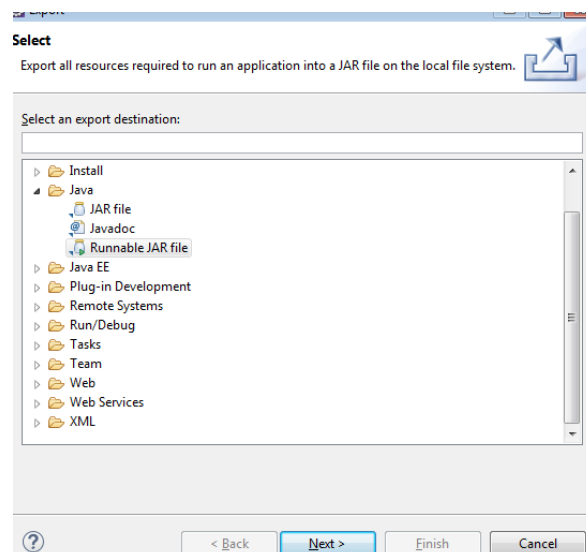 Export
Select
Export all resources required to run an application into a JAR file on the local file system.
Select an export destination:
Install
Java
JAR file
Javadoc
Runnable JAR file
Java EE
Plug-in Development
Remote Systems
Run/Debug
Tasks
Team
Web
Web Services
XML
< Back Next > Finish Cancel